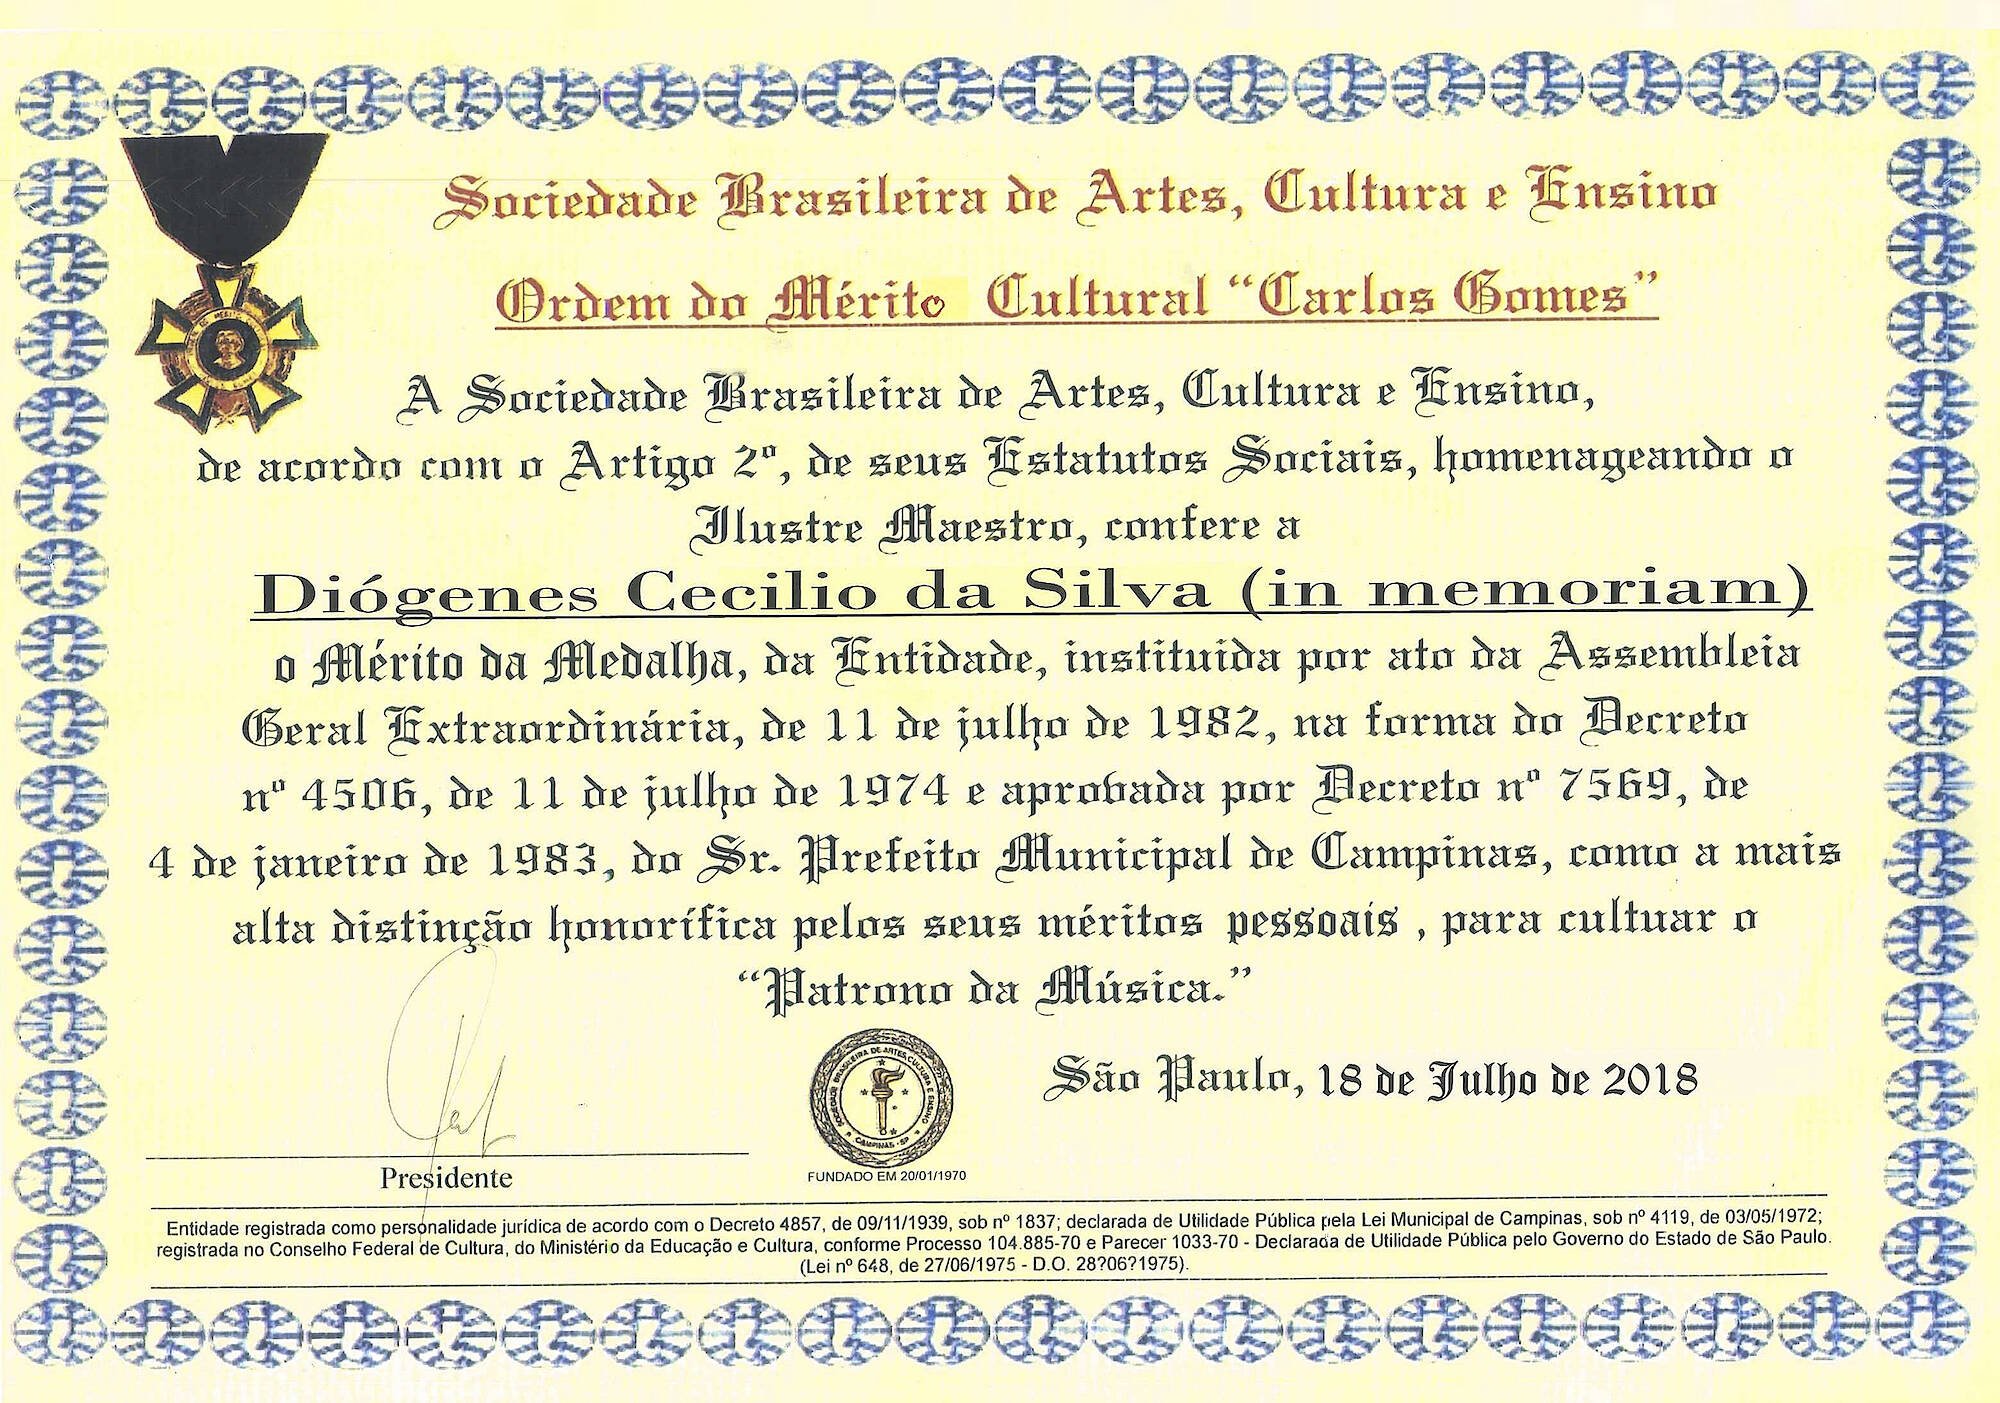 Sociedade Brasileira de Artes, Cultura e Ensino
Ordem do Mérito Cultural “Carlos Gomes”
A Sociedade Brasileira de Artes, Cultura e Ensino,
de acordo com o Artigo 2º, de seus Estatutos Sociais, homenageando o
Ilustre Maestro, confere a
Diógenes Cecilio da Silva (in memoriam)
o Mérito da Medalha, da Entidade, instituida por ato da Assembleia
Geral Extraordinária, de 11 de julho de 1982, na forma do Decreto
nº 4506, de 11 de julho de 1974 e aprovada por Decreto nº 7569, de
4 de janeiro de 1983, do Sr. Prefeito Municipal de Campinas, como a mais
alta distinção honorífica pelos seus méritos pessoais , para cultuar o
“Patrono da Música.”
SOCIEDADE BRASILEIRA DE ARTES, CULTURA E ENSINO
CAMPINAS - SP
São Paulo, 18 de Julho de 2018
Presidente
FUNDADO EM 20/01/1970
Entidade registrada como personalidade jurídica de acordo com o Decreto 4857, de 09/11/1939, sob nº 1837; declarada de Utilidade Pública pela Lei Municipal de Campinas, sob nº 4119, de 03/05/1972;
registrada no Conselho Federal de Cultura, do Ministério da Educação e Cultura, conforme Processo 104.885-70 e Parecer 1033-70 - Declarada de Utilidade Pública pelo Governo do Estado de São Paulo.
(Lei nº 648, de 27/06/1975 - D.O. 28?06?1975).